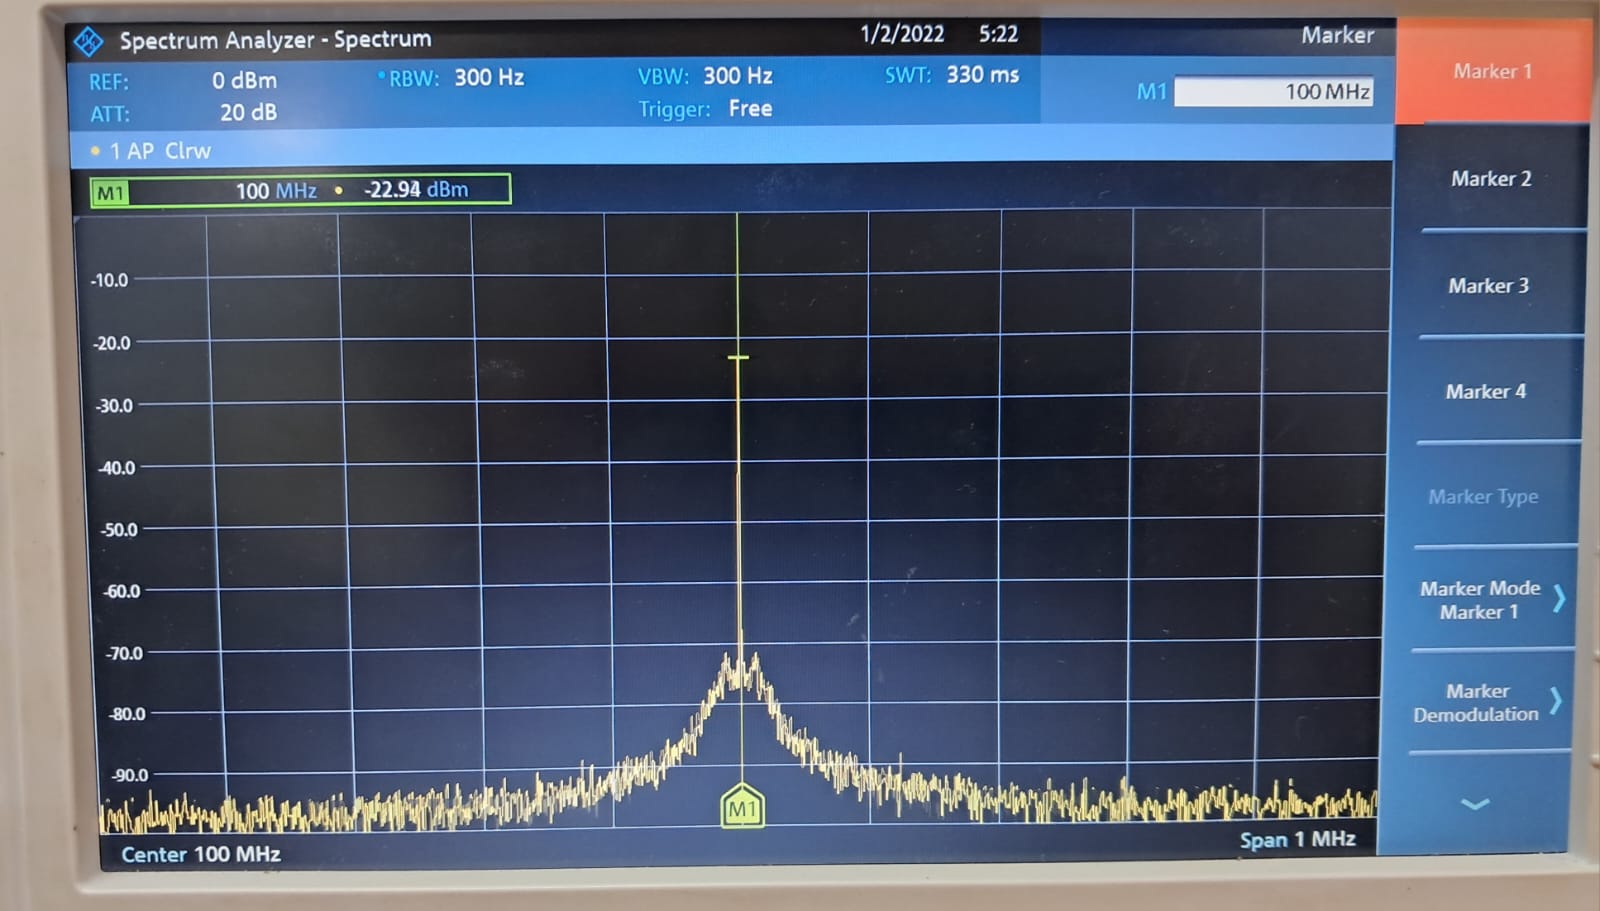 Spectrum Analyzer - Spectrum 1/2/2022 5:22 Marker
REF: 0 dBm RBW: 300 Hz VBW: 300 Hz SWT: 330 ms
ATT: 20 dB Trigger: Free M1 100 MHz
1 AP Clrw
M1 100 MHz -22.94 dBm
-10.0
-20.0
-30.0
-40.0
-50.0
-60.0
-70.0
-80.0
-90.0
M1
Center 100 MHz Span 1 MHz
Marker 1
Marker 2
Marker 3
Marker 4
Marker Type
Marker Mode
Marker 1
Marker
Demodulation